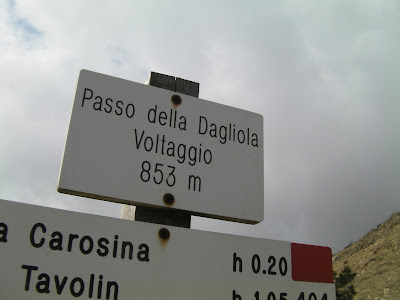 Passo della Dagliola
Voltaggio
853 m
Carosina h 0.20
Tavolin